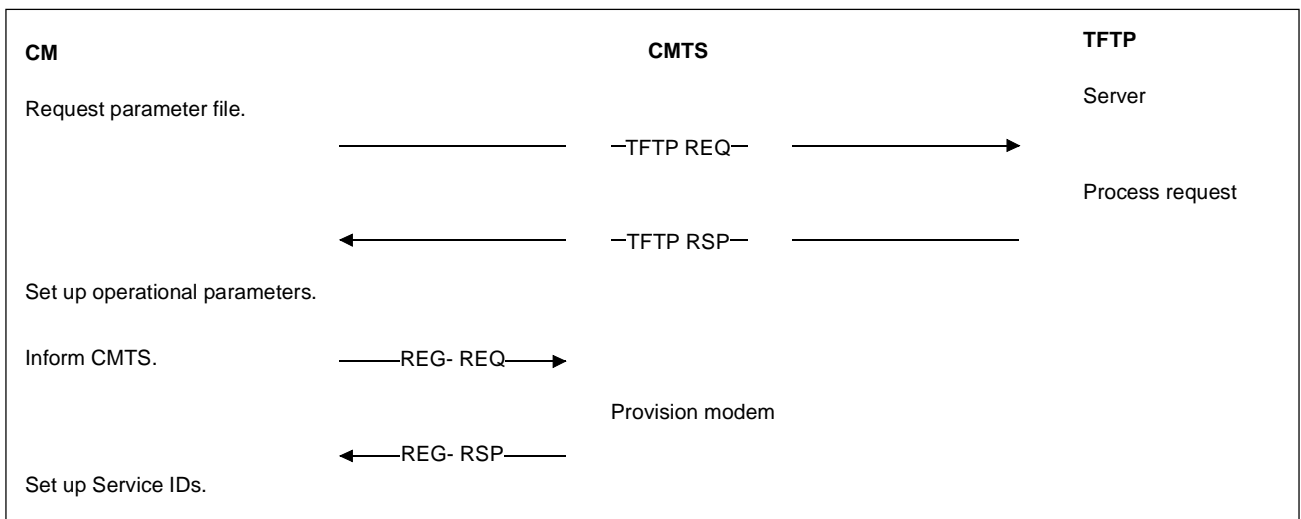 CM
CMTS
TFTP
Request parameter file.
Server
TFTP REQ
Process request
TFTP RSP
Set up operational parameters.
Inform CMTS.
REG- REQ
Provision modem
REG- RSP
Set up Service IDs.